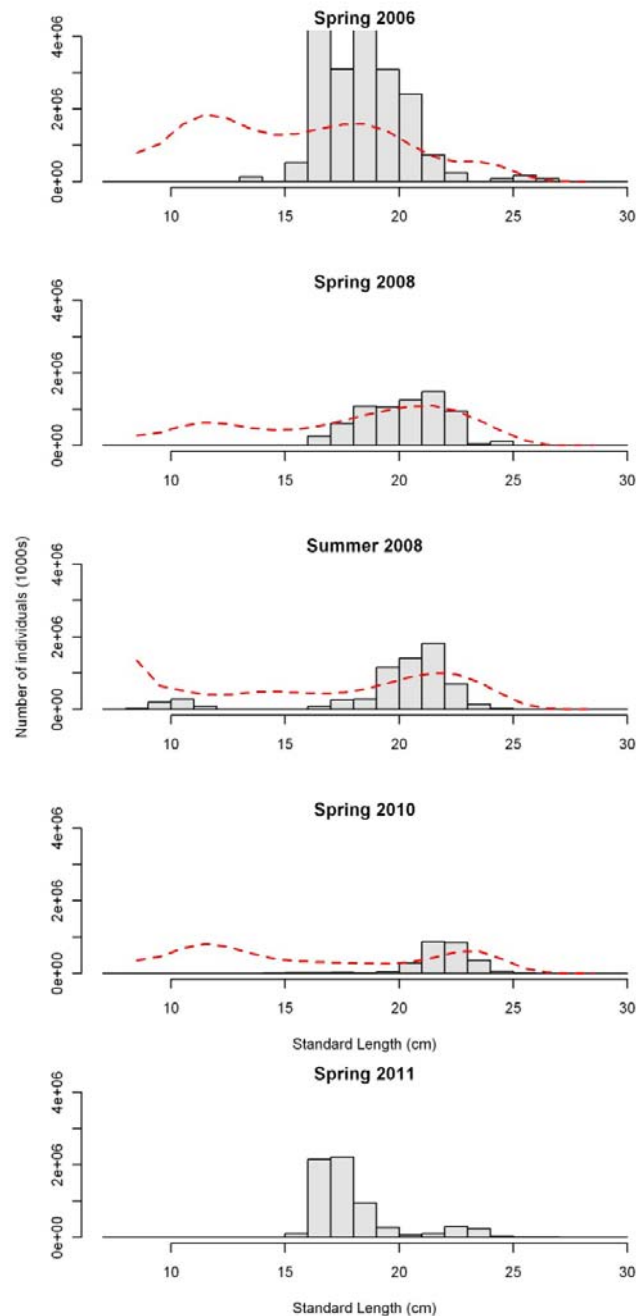 Spring 2006
4e+06
2e+06
0e+00
10 15 20 25 30
Spring 2008
4e+06
2e+06
0e+00
10 15 20 25 30
Number of individuals (1000s)
Summer 2008
4e+06
2e+06
0e+00
10 15 20 25 30
Spring 2010
4e+06
2e+06
0e+00
10 15 20 25 30
Standard Length (cm)
Spring 2011
4e+06
2e+06
0e+00
10 15 20 25 30
Standard Length (cm)